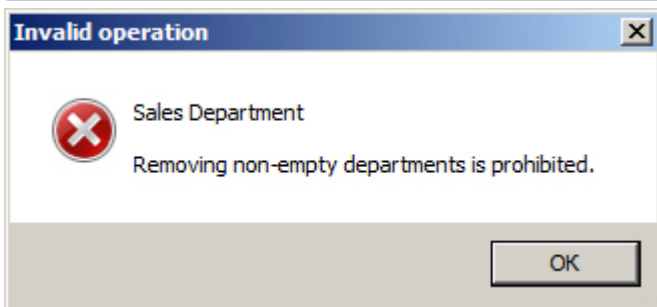 Invalid operation
Sales Department
Removing non-empty departments is prohibited.
OK